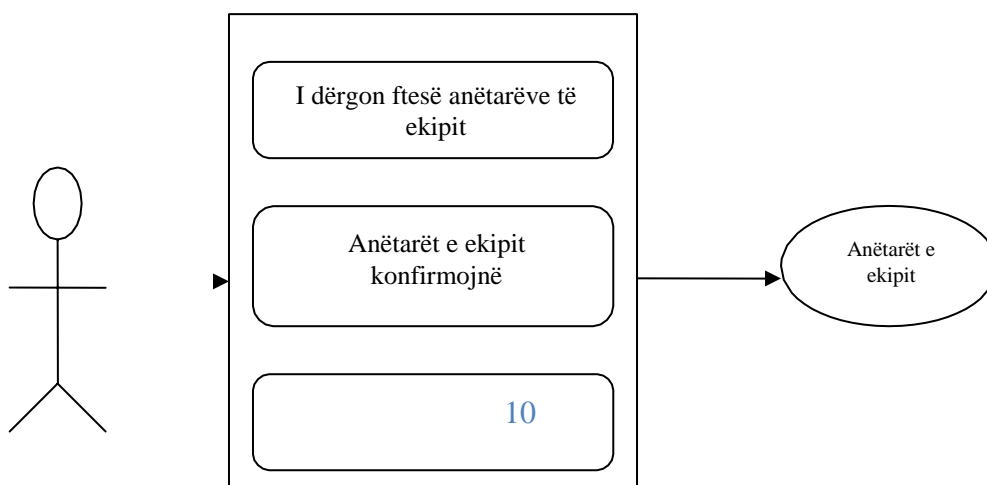 I dërgon ftesë anëtarëve të
ekipit
Anëtarët e ekipit
konfirmojnë
Anëtarët e
ekipit
10